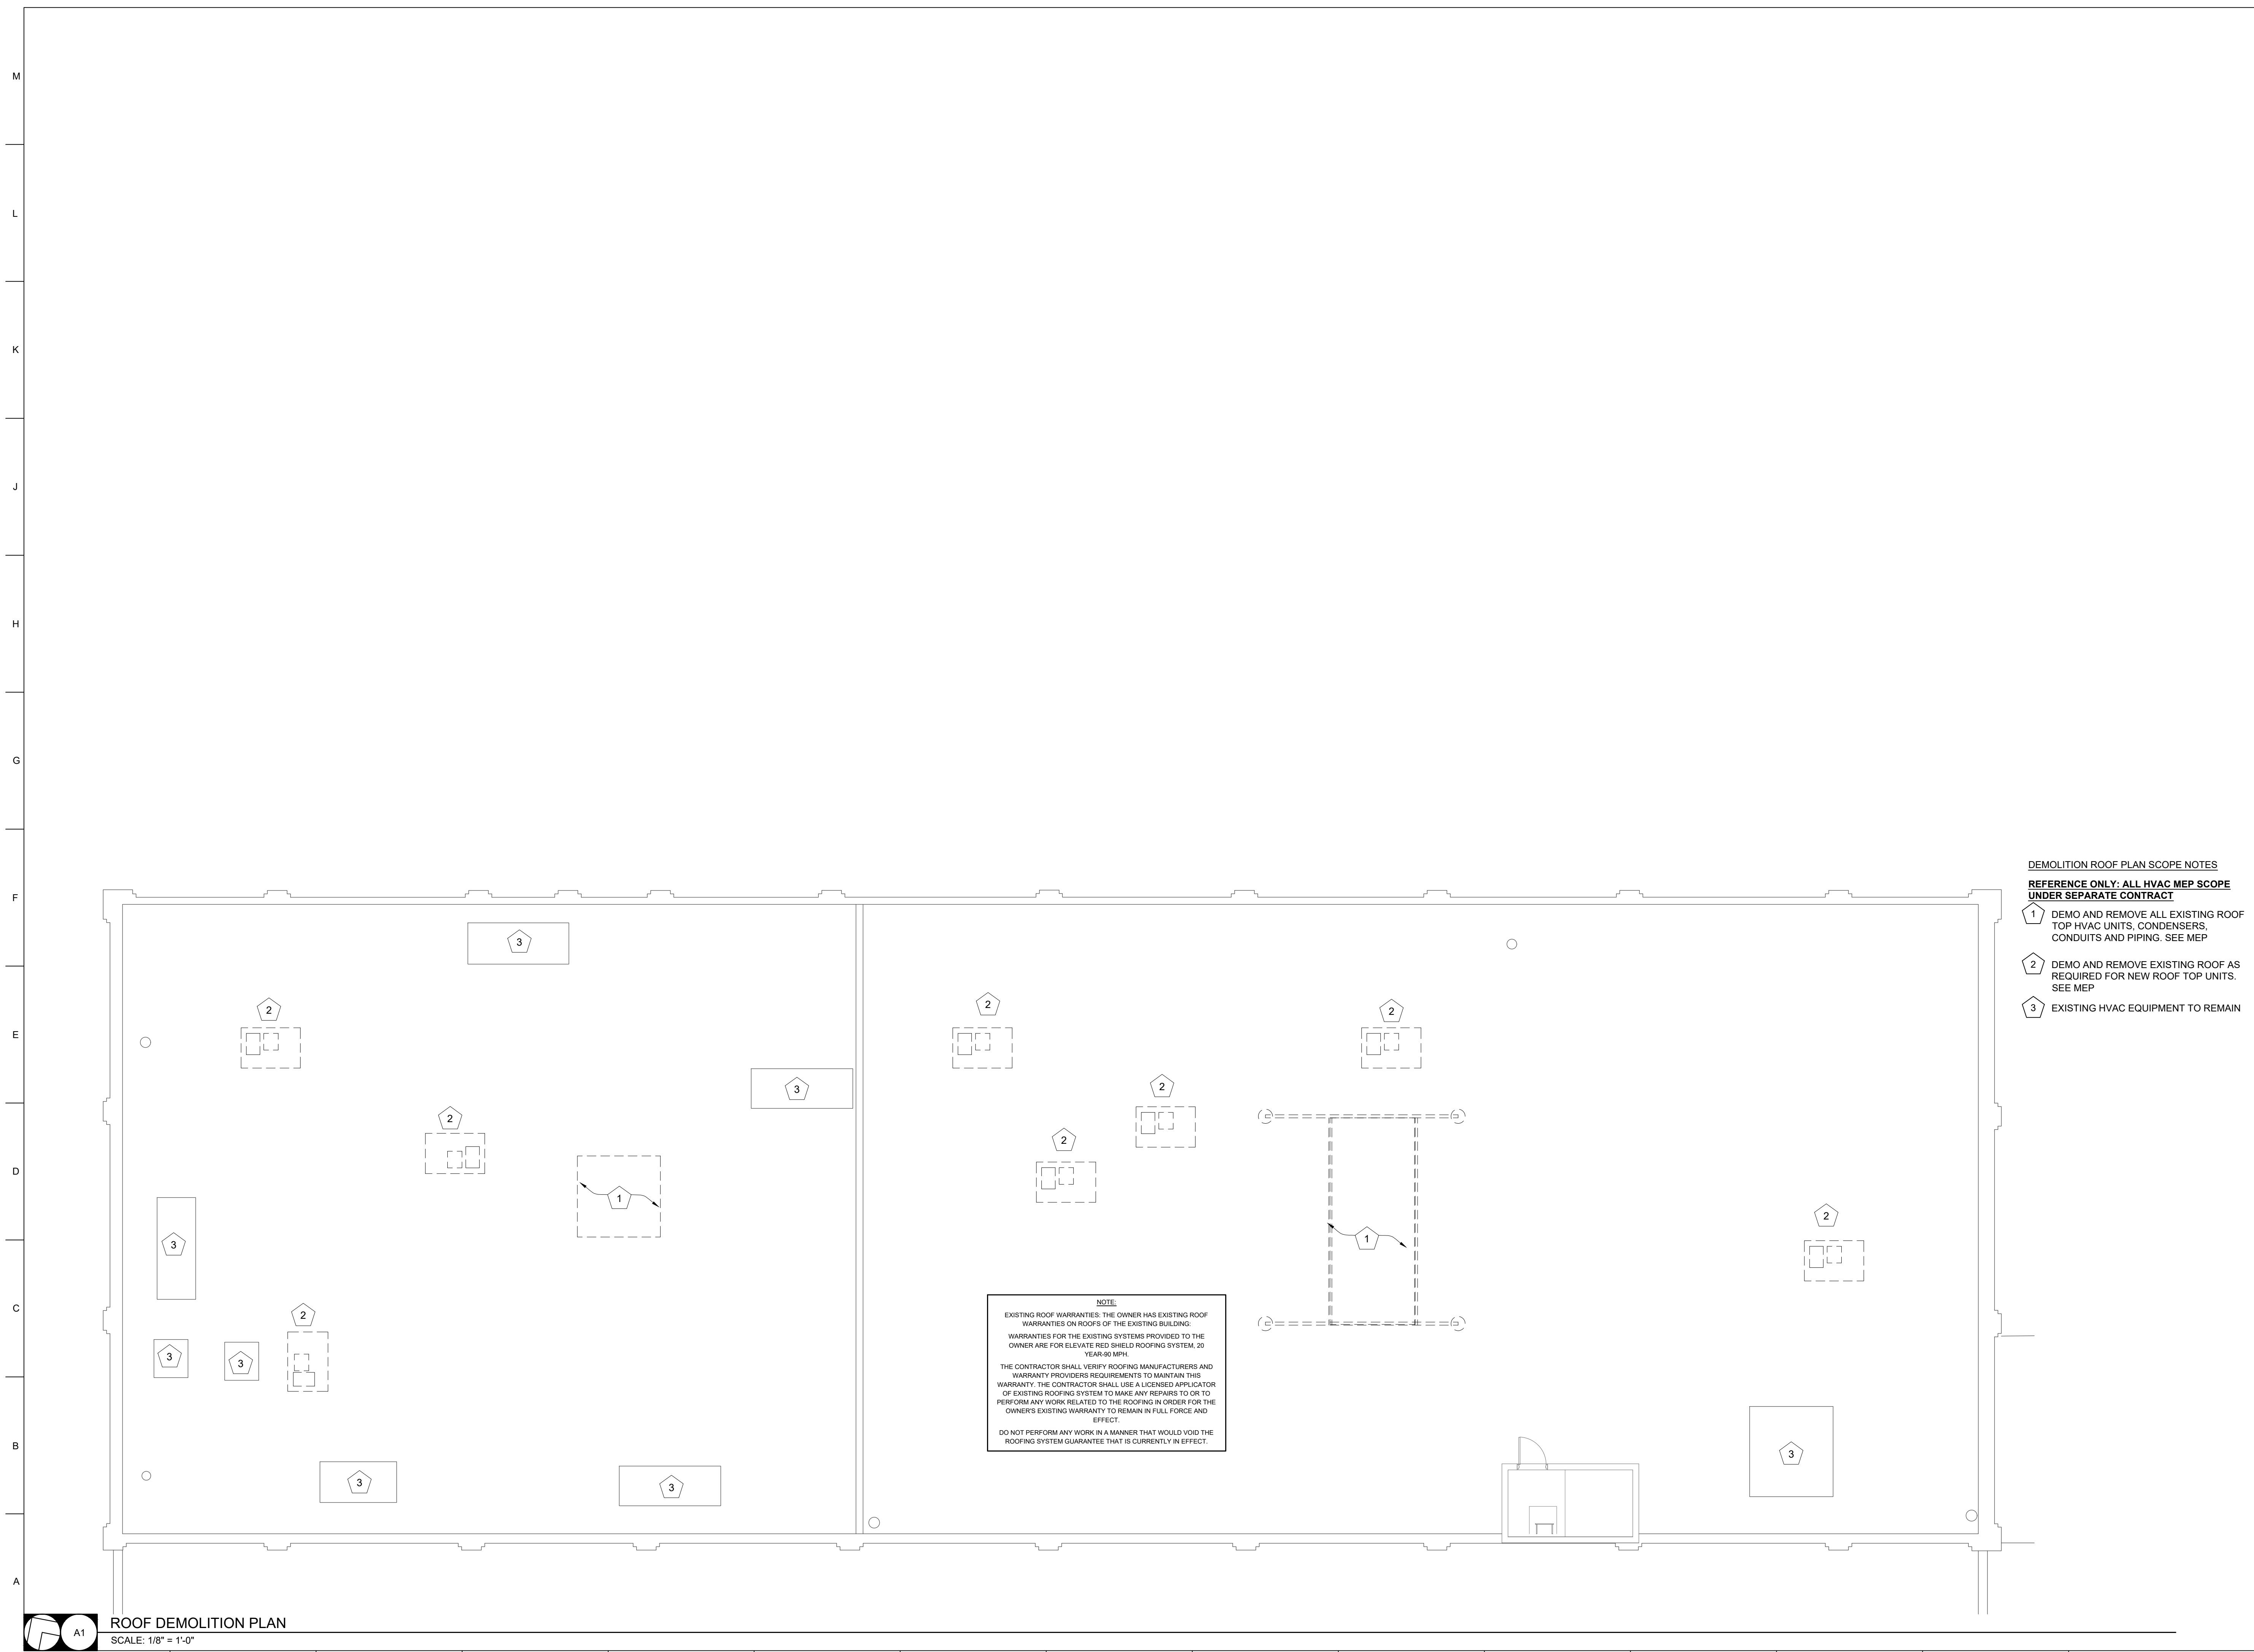 M
L
K
J
H
G
F
E
D
C
B
A
3
2
3
2
1
3
2
3
3
3
3
2
2
2
2
1
2
3
NOTE:
EXISTING ROOF WARRANTIES: THE OWNER HAS EXISTING ROOF
WARRANTIES ON ROOFS OF THE EXISTING BUILDING:
WARRANTIES FOR THE EXISTING SYSTEMS PROVIDED TO THE
OWNER ARE FOR ELEVATE RED SHIELD ROOFING SYSTEM, 20
YEAR-90 MPH.
THE CONTRACTOR SHALL VERIFY ROOFING MANUFACTURERS AND
WARRANTY PROVIDERS REQUIREMENTS TO MAINTAIN THIS
WARRANTY. THE CONTRACTOR SHALL USE A LICENSED APPLICATOR
OF EXISTING ROOFING SYSTEM TO MAKE ANY REPAIRS TO OR TO
PERFORM ANY WORK RELATED TO THE ROOFING IN ORDER FOR THE
OWNER'S EXISTING WARRANTY TO REMAIN IN FULL FORCE AND
EFFECT.
DO NOT PERFORM ANY WORK IN A MANNER THAT WOULD VOID THE
ROOFING SYSTEM GUARANTEE THAT IS CURRENTLY IN EFFECT.
DEMOLITION ROOF PLAN SCOPE NOTES
REFERENCE ONLY: ALL HVAC MEP SCOPE
UNDER SEPARATE CONTRACT
1 DEMO AND REMOVE ALL EXISTING ROOF
TOP HVAC UNITS, CONDENSERS,
CONDUITS AND PIPING. SEE MEP
2 DEMO AND REMOVE EXISTING ROOF AS
REQUIRED FOR NEW ROOF TOP UNITS.
SEE MEP
3 EXISTING HVAC EQUIPMENT TO REMAIN
A1
ROOF DEMOLITION PLAN
SCALE: 1/8" = 1'-0"